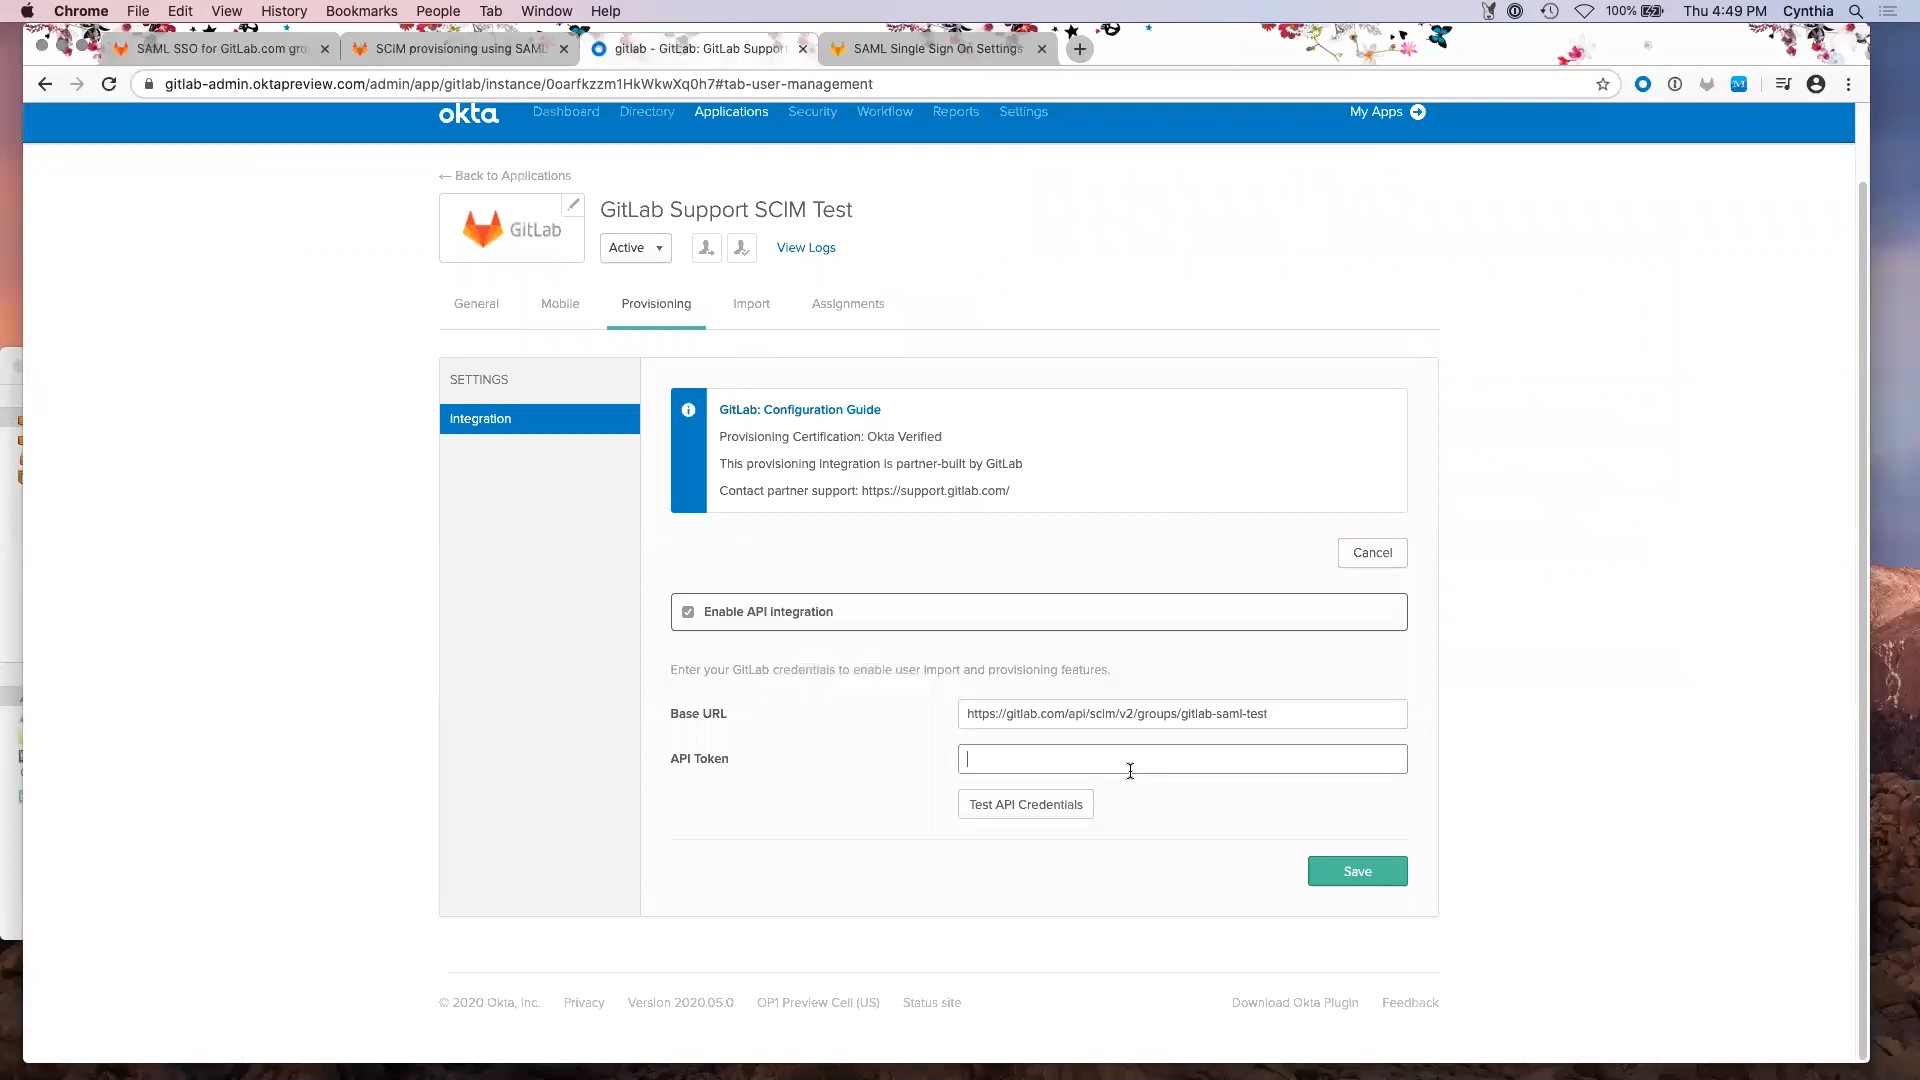 Chrome File Edit View History Bookmarks People Tab Window Help 100% Thu 4:49 PM Cynthia
SAML SSO for GitLab.com gro SCIM provisioning using SAML gitlab - GitLab: GitLab Support SAML Single Sign On Settings
gitlab-admin.oktapreview.com/admin/app/gitlab/instance/0oarfkzzm1HkWkwXq0h7#tab-user-management
okta Dashboard Directory Applications Security Workflow Reports Settings My Apps
← Back to Applications
GitLab
GitLab Support SCIM Test
Active View Logs
General Mobile Provisioning Import Assignments
SETTINGS
Integration
GitLab: Configuration Guide
Provisioning Certification: Okta Verified
This provisioning integration is partner-built by GitLab
Contact partner support: https://support.gitlab.com/
Cancel
Enable API integration
Enter your GitLab credentials to enable user import and provisioning features.
Base URL https://gitlab.com/api/scim/v2/groups/gitlab-saml-test
API Token
Test API Credentials
Save
© 2020 Okta, Inc. Privacy Version 2020.05.0 OP1 Preview Cell (US) Status site Download Okta Plugin Feedback